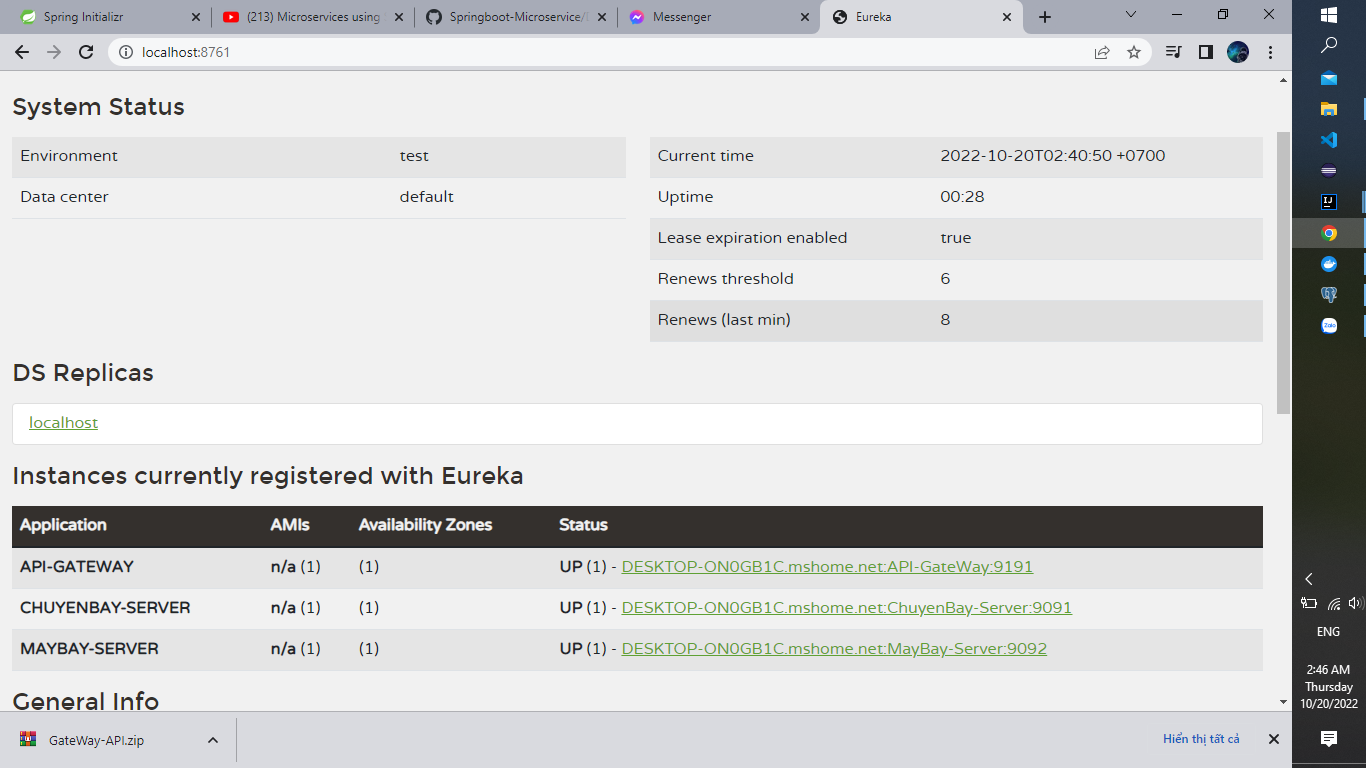 Spring Initializr
(213) Microservices using
Springboot-Microservice/
Messenger
Eureka
localhost:8761
System Status
Environment test
Data center default
Current time 2022-10-20T02:40:50 +0700
Uptime 00:28
Lease expiration enabled true
Renews threshold 6
Renews (last min) 8
DS Replicas
localhost
Instances currently registered with Eureka
Application AMIs Availability Zones Status
API-GATEWAY n/a (1) (1) UP (1) - DESKTOP-ON0GB1C.mshome.net:API-GateWay:9191
CHUYENBAY-SERVER n/a (1) (1) UP (1) - DESKTOP-ON0GB1C.mshome.net:ChuyenBay-Server:9091
MAYBAY-SERVER n/a (1) (1) UP (1) - DESKTOP-ON0GB1C.mshome.net:MayBay-Server:9092
General Info
GateWay-API.zip
Hiển thị tất cả
IJ
Zalo
ENG
2:46 AM
Thursday
10/20/2022